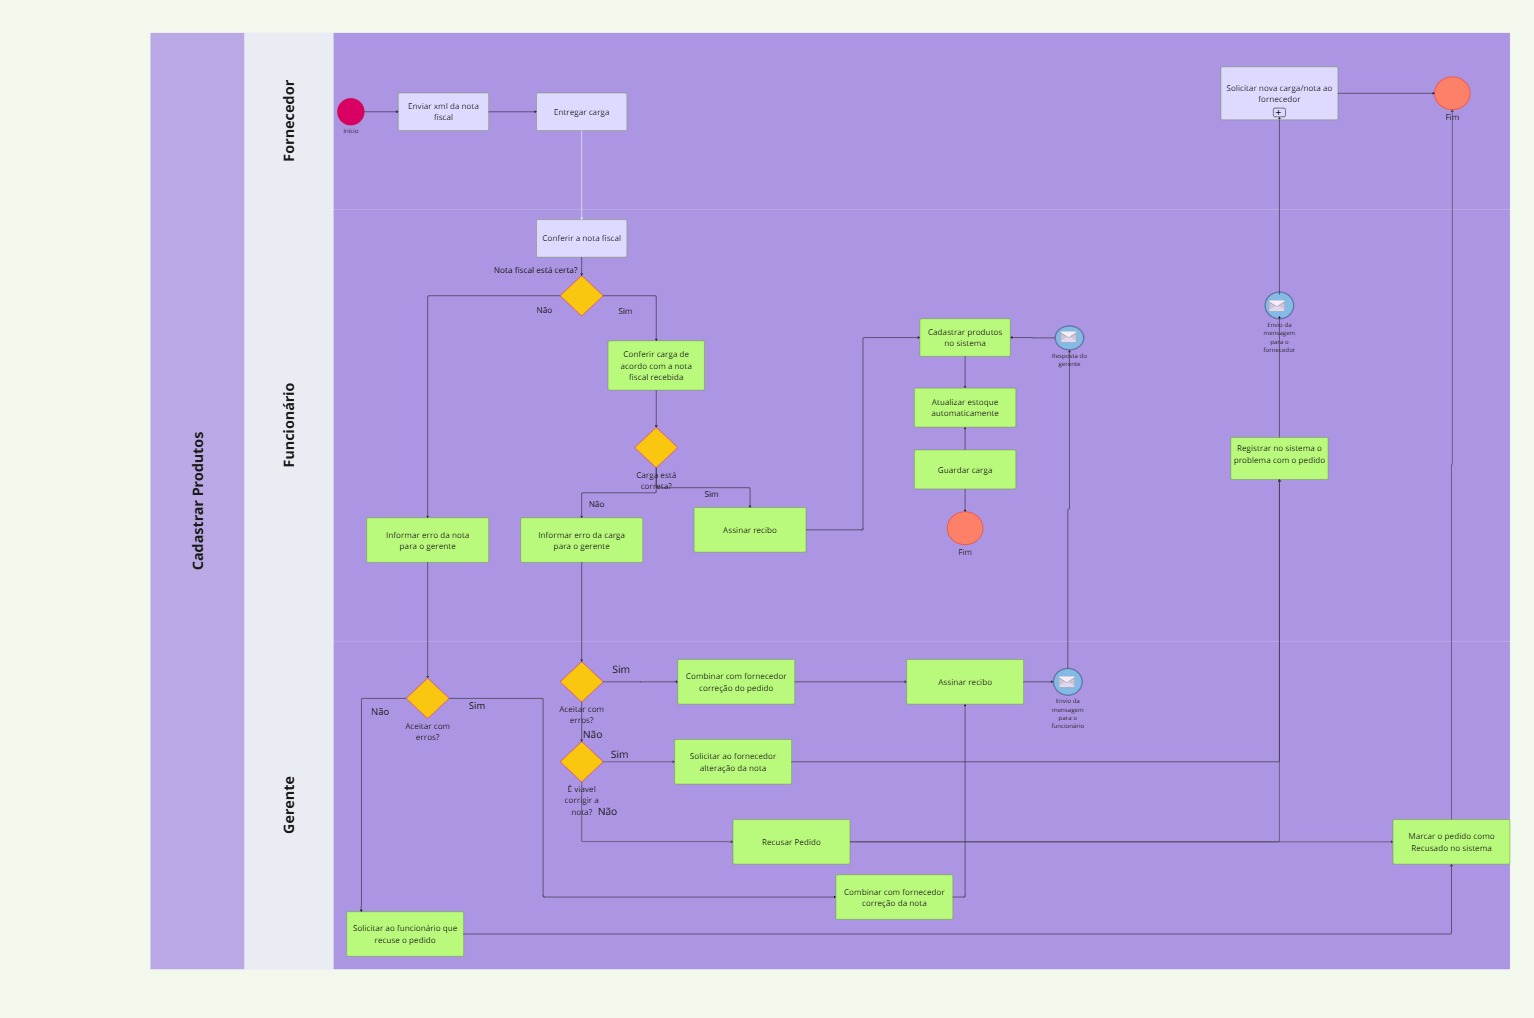 Cadastrar Produtos
Fornecedor
Início
Enviar xml da nota
fiscal
Entregar carga
Solicitar nova carga/nota ao
fornecedor
Fim
Funcionário
Conferir a nota fiscal
Nota fiscal está certa?
Não
Sim
Conferir carga de
acordo com a nota
fiscal recebida
Carga está
correta?
Não
Sim
Informar erro da nota
para o gerente
Informar erro da carga
para o gerente
Assinar recibo
Cadastrar produtos
no sistema
Resposta do
gerente
Atualizar estoque
automaticamente
Guardar carga
Fim
Envio da
mensagem
para o
fornecedor
Registrar no sistema o
problema com o pedido
Gerente
Não
Sim
Aceitar com
erros?
Sim
Aceitar com
erros?
Não
Sim
É viavel
corrigir a
nota?
Não
Combinar com fornecedor
correção do pedido
Assinar recibo
Envio da
mensagem
para o
funcionário
Solicitar ao fornecedor
alteração da nota
Recusar Pedido
Marcar o pedido como
Recusado no sistema
Combinar com fornecedor
correção da nota
Solicitar ao funcionário que
recuse o pedido